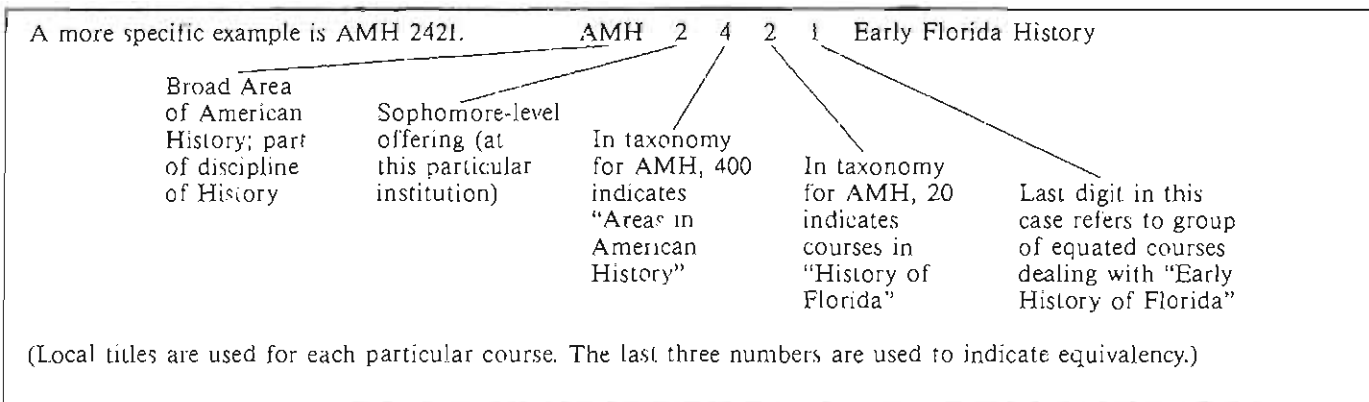 A more specific example is AMH 2421. AMH 2 4 2 1 Early Florida History
Broad Area
of American
History; part
of discipline
of History
Sophomore-level
offering (at
this particular
institution)
In taxonomy
for AMH, 400
indicates
"Areas in
American
History"
In taxonomy
for AMH, 20
indicates
courses in
"History of
Florida"
Last digit in this
case refers to group
of equated courses
dealing with "Early
History of Florida"
(Local titles are used for each particular course. The last three numbers are used to indicate equivalency.)